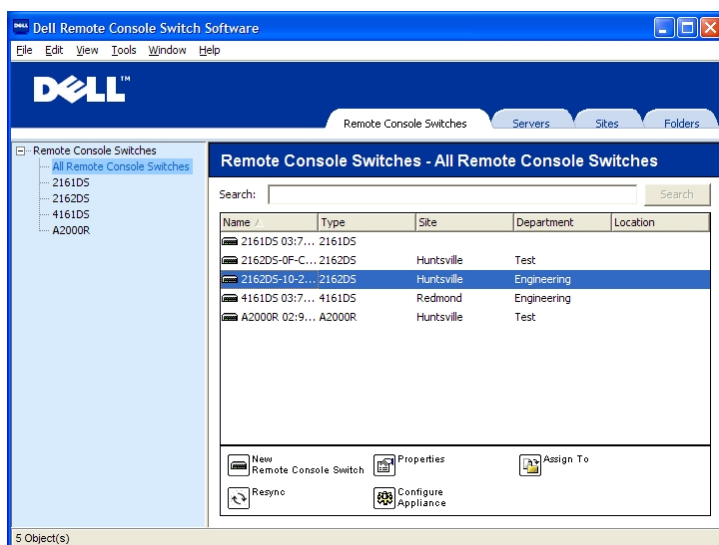 Dell Remote Console Switch Software
File Edit View Tools Window Help
DELL™
Remote Console Switches Servers Sites Folders
Remote Console Switches
All Remote Console Switches
2161DS
2162DS
4161DS
A2000R
Remote Console Switches - All Remote Console Switches
Search: Search
Name Type Site Department Location
2161DS 03:7... 2161DS
2162DS-0F-C... 2162DS Huntsville Test
2162DS-10-2... 2162DS Huntsville Engineering
4161DS 03:7... 4161DS Redmond Engineering
A2000R 02:9... A2000R Huntsville Test
New Remote Console Switch
Properties
Assign To
Resync
Configure Appliance
5 Object(s)